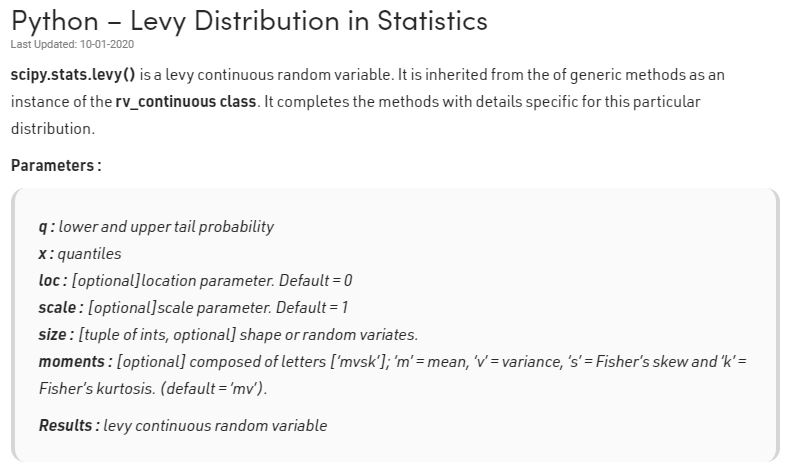 Python – Levy Distribution in Statistics
Last Updated: 10-01-2020
scipy.stats.levy() is a levy continuous random variable. It is inherited from the of generic methods as an
instance of the rv_continuous class. It completes the methods with details specific for this particular
distribution.
Parameters :
q : lower and upper tail probability
x : quantiles
loc : [optional]location parameter. Default = 0
scale : [optional]scale parameter. Default = 1
size : [tuple of ints, optional] shape or random variates.
moments : [optional] composed of letters [‘mvsk’]; ‘m’ = mean, ‘v’ = variance, ‘s’ = Fisher’s skew and ‘k’ =
Fisher’s kurtosis. (default = ‘mv’).
Results : levy continuous random variable